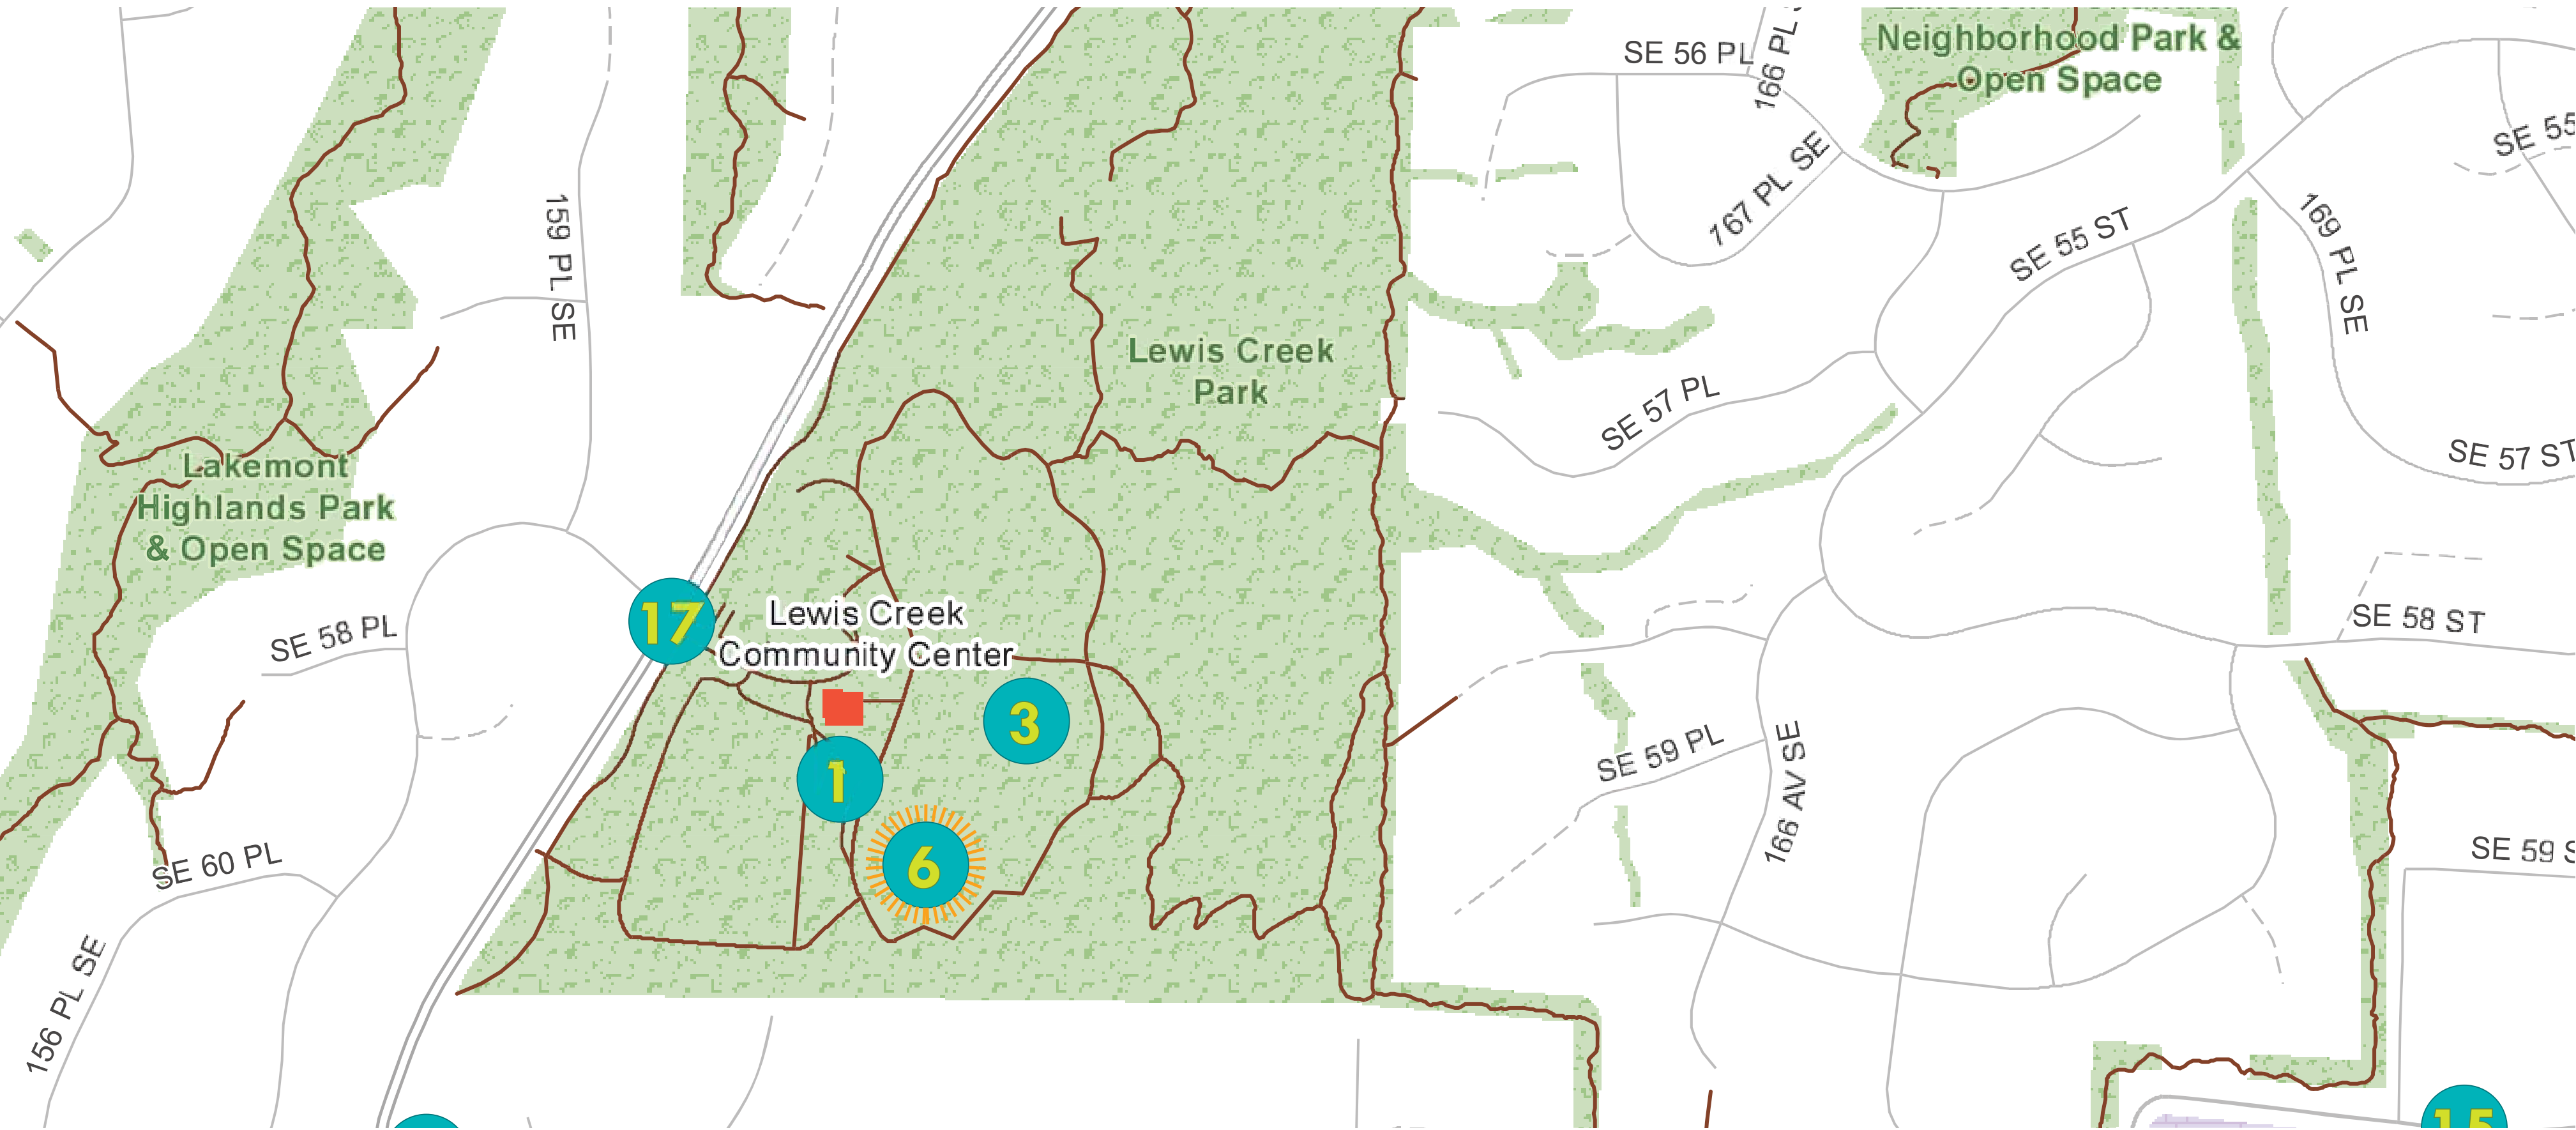 SE 56 PL
166 PL
Neighborhood Park &
Open Space
SE 55
767 PL SE
159 PL SE
SE 55 ST
169 PL SE
Lewis Creek
Park
SE 57 PL
SE 57 ST
Lakemont
Highlands Park
& Open Space
17
Lewis Creek
Community Center
SE 58 PL
SE 58 ST
3
1
6
SE 59 PL
166 AV SE
SE 59
SE 60 PL
156 PL SE
15